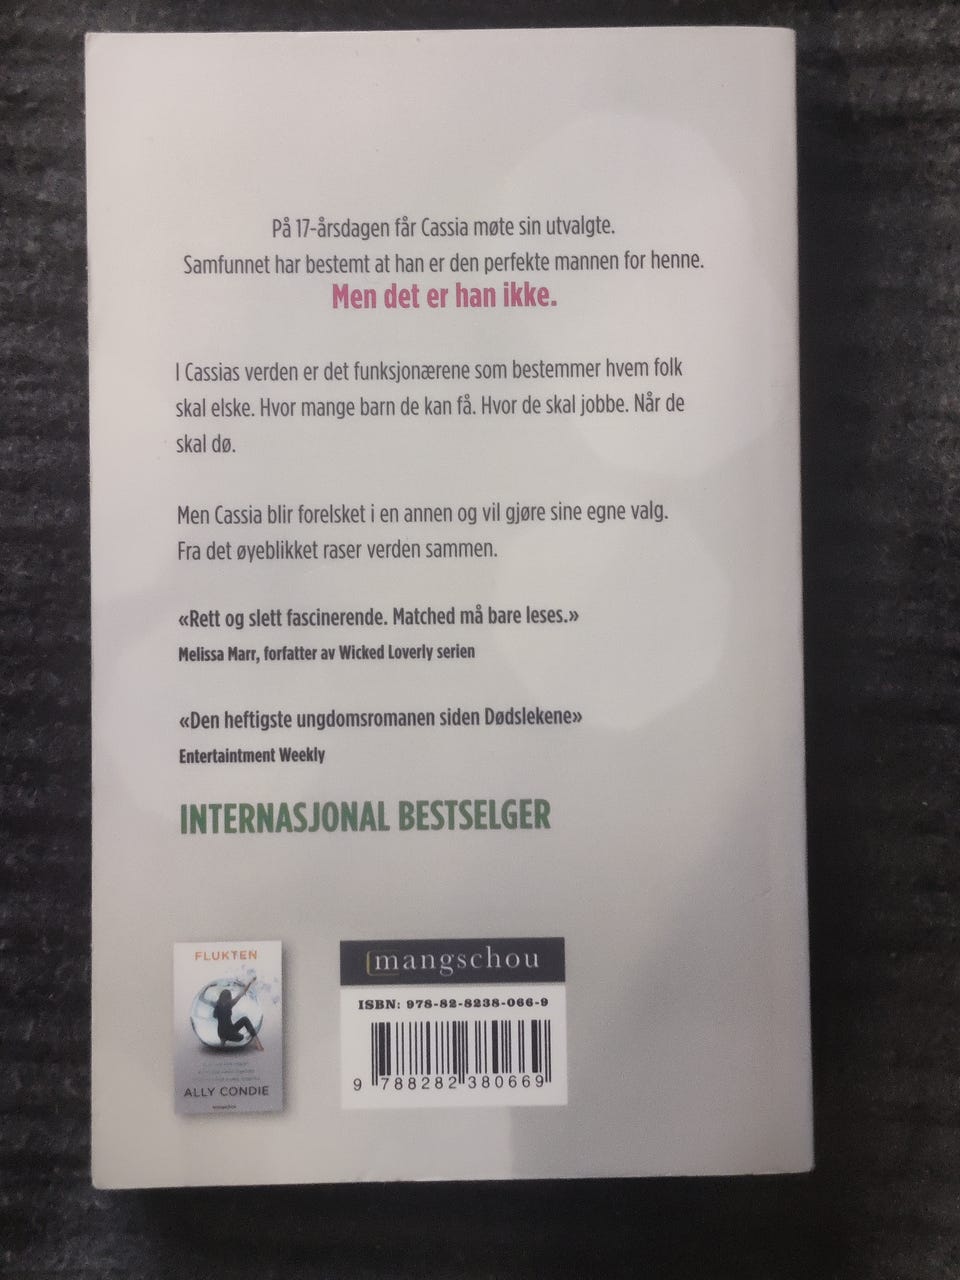 På 17-årsdagen får Cassia møte sin utvalgte.
Samfunnet har bestemt at han er den perfekte mannen for henne.
Men det er han ikke.
I Cassias verden er det funksjonærene som bestemmer hvem folk
skal elske. Hvor mange barn de kan få. Hvor de skal jobbe. Når de
skal dø.
Men Cassia blir forelsket i en annen og vil gjøre sine egne valg.
Fra det øyeblikket raser verden sammen.
«Rett og slett fascinerende. Matched må bare leses.»
Melissa Marr, forfatter av Wicked Loverly serien
«Den heftigste ungdomsromanen siden Dødslekene»
Entertaintment Weekly
INTERNASJONAL BESTSELGER
FLUKTEN
ALLY CONDIE
mangschou
ISBN: 978-82-8238-066-9
9 788282 380669